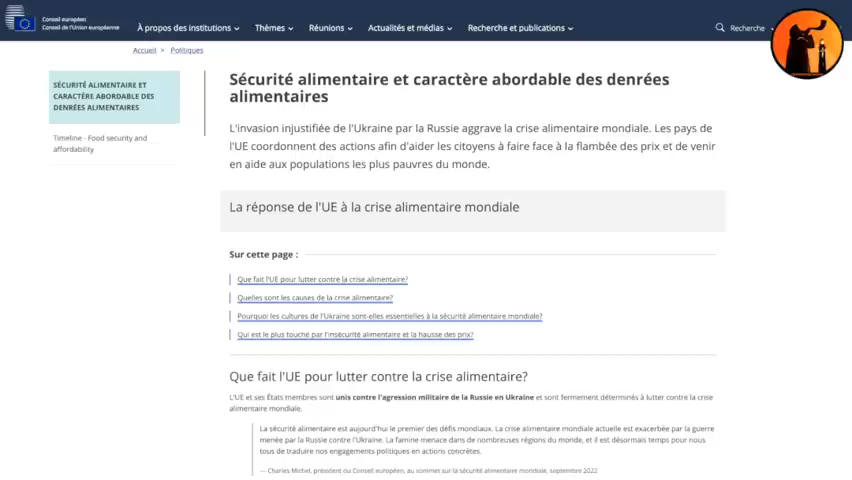 Conseil européen
Conseil de l'Union européenne
À propos des institutions
Thèmes
Réunions
Actualités et médias
Recherche et publications
Recherche
Accueil > Politiques
SÉCURITÉ ALIMENTAIRE ET
CARACTÈRE ABORDABLE DES
DENRÉES ALIMENTAIRES
Timeline - Food security and
affordability
Sécurité alimentaire et caractère abordable des denrées
alimentaires
L'invasion injustifiée de l'Ukraine par la Russie aggrave la crise alimentaire mondiale. Les pays de
l'UE coordonnent des actions afin d'aider les citoyens à faire face à la flambée des prix et de venir
en aide aux populations les plus pauvres du monde.
La réponse de l'UE à la crise alimentaire mondiale
Sur cette page :
Que fait l'UE pour lutter contre la crise alimentaire?
Quelles sont les causes de la crise alimentaire?
Pourquoi les cultures de l'Ukraine sont-elles essentielles à la sécurité alimentaire mondiale?
Qui est le plus touché par l'insécurité alimentaire et la hausse des prix?
Que fait l'UE pour lutter contre la crise alimentaire?
L'UE et ses États membres sont unis contre l'agression militaire de la Russie en Ukraine et sont fermement déterminés à lutter contre la crise
alimentaire mondiale.
La sécurité alimentaire est aujourd'hui le premier des défis mondiaux. La crise alimentaire mondiale actuelle est exacerbée par la guerre
menée par la Russie contre l'Ukraine. La famine menace dans de nombreuses régions du monde, et il est désormais temps pour nous
tous de traduire nos engagements politiques en actions concrètes.
— Charles Michel, président du Conseil européen, au sommet sur la sécurité alimentaire mondiale, septembre 2022